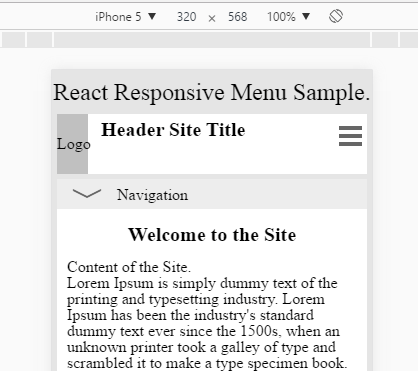 iPhone 5 ▼ 320 × 568 100% ▼
React Responsive Menu Sample.
Header Site Title
Logo
Navigation
Welcome to the Site
Content of the Site.
Lorem Ipsum is simply dummy text of the
printing and typesetting industry. Lorem
Ipsum has been the industry's standard
dummy text ever since the 1500s, when an
unknown printer took a galley of type and
scrambled it to make a type specimen book.